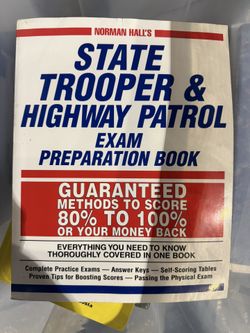 NORMAN HALL'S
STATE
TROOPER &
HIGHWAY PATROL
EXAM
PREPARATION BOOK
GUARANTEED
METHODS TO SCORE
80% TO 100%
OR YOUR MONEY BACK
EVERYTHING YOU NEED TO KNOW
THOROUGHLY COVERED IN ONE BOOK
Complete Practice Exams — Answer Keys — Self-Scoring Tables
Proven Tips for Boosting Scores — Passing the Physical Exam